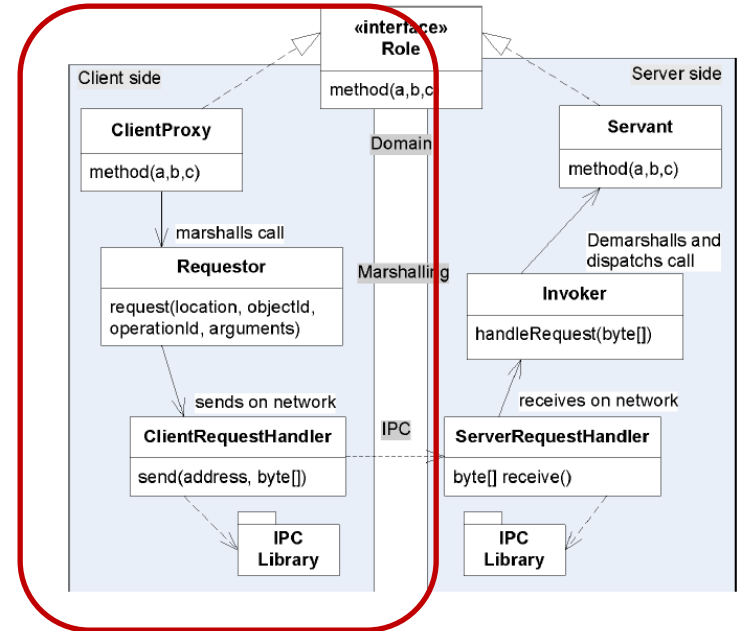 «interface»
Role
method(a,b,c)
Client side
Server side
ClientProxy
method(a,b,c)
Domain
Servant
method(a,b,c)
marshalls call
Requestor
request(location, objectId,
operationId, arguments)
Marshalling
Demarshalls and
dispatchs call
Invoker
handleRequest(byte[])
sends on network
ClientRequestHandler
send(address, byte[])
IPC
receives on network
ServerRequestHandler
byte[] receive()
IPC
Library
IPC
Library